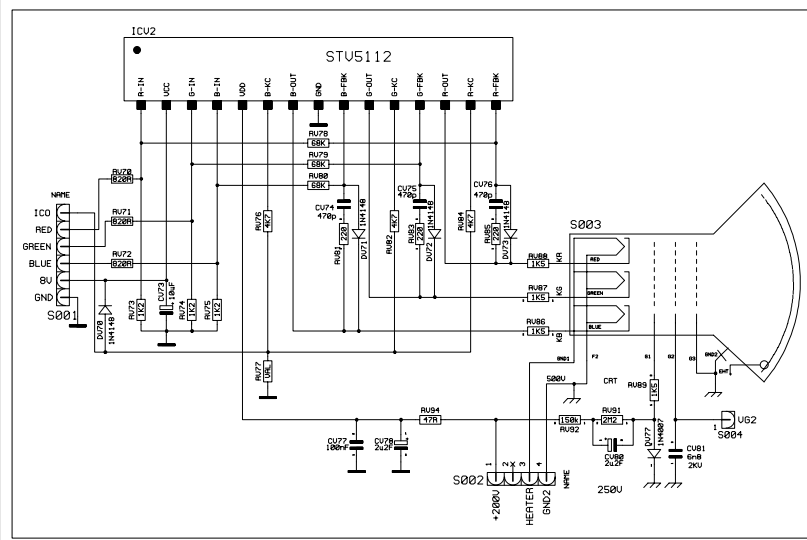 ICV2
STV5112
R-IN
VCC
G-IN
B-IN
VDD
B-KC
B-OUT
GND
B-FBK
G-OUT
G-KC
G-FBK
R-OUT
R-KC
R-FBK
RV78
68K
RV79
68K
RV80
68K
RV70
820R
RV71
820R
RV72
820R
NAME
ICO
RED
GREEN
BLUE
8V
GND
S001
DV70
1N4148
RV73
1K2
CV73
10uF
RV74
1K2
RV75
1K2
RV76
4K7
RV77
VAL
CV74
470p
220
RV81
1N4148
DV71
4K7
RV82
CV75
470p
220
RV83
1N4148
DV72
RV84
4K7
CV76
470p
RV85
220
1N4148
DV73
RV88
1K5
KR
RV87
1K5
KG
RV86
1K5
KB
S003
RED
GREEN
BLUE
GND1
F2
G1
G2
G3
GND2
EHT
CRT
500V
RV89
1K5
RV94
47R
CV77
100nF
CV78
2u2F
150k
RV92
RV91
2M2
CV80
2u2F
250V
DV77
1N4007
CV81
6n8
2KV
VG2
S004
S002
1
2
3
4
NAME
+200V
HEATER
GND2